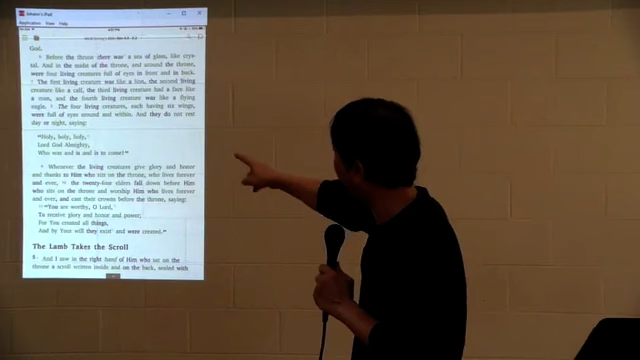 Application View Help
God.
6 Before the throne there was a sea of glass, like crys-
tal. And in the midst of the throne, and around the throne,
were four living creatures full of eyes in front and in back.
7 The first living creature was like a lion, the second living
creature like a calf, the third living creature had a face like
a man, and the fourth living creature was like a flying
eagle. 8 The four living creatures, each having six wings,
were full of eyes around and within. And they do not rest
day or night, saying:
"Holy, holy, holy,
Lord God Almighty,
Who was and is and is to come!"
9 Whenever the living creatures give glory and honor
and thanks to Him who sits on the throne, who lives forever
and ever, 10 the twenty-four elders fall down before Him
who sits on the throne and worship Him who lives forever
and ever, and cast their crowns before the throne, saying:
11 "You are worthy, O Lord,
To receive glory and honor and power;
For You created all things,
And by Your will they exist and were created."
The Lamb Takes the Scroll
5 And I saw in the right hand of Him who sat on the
throne a scroll written inside and on the back, sealed with